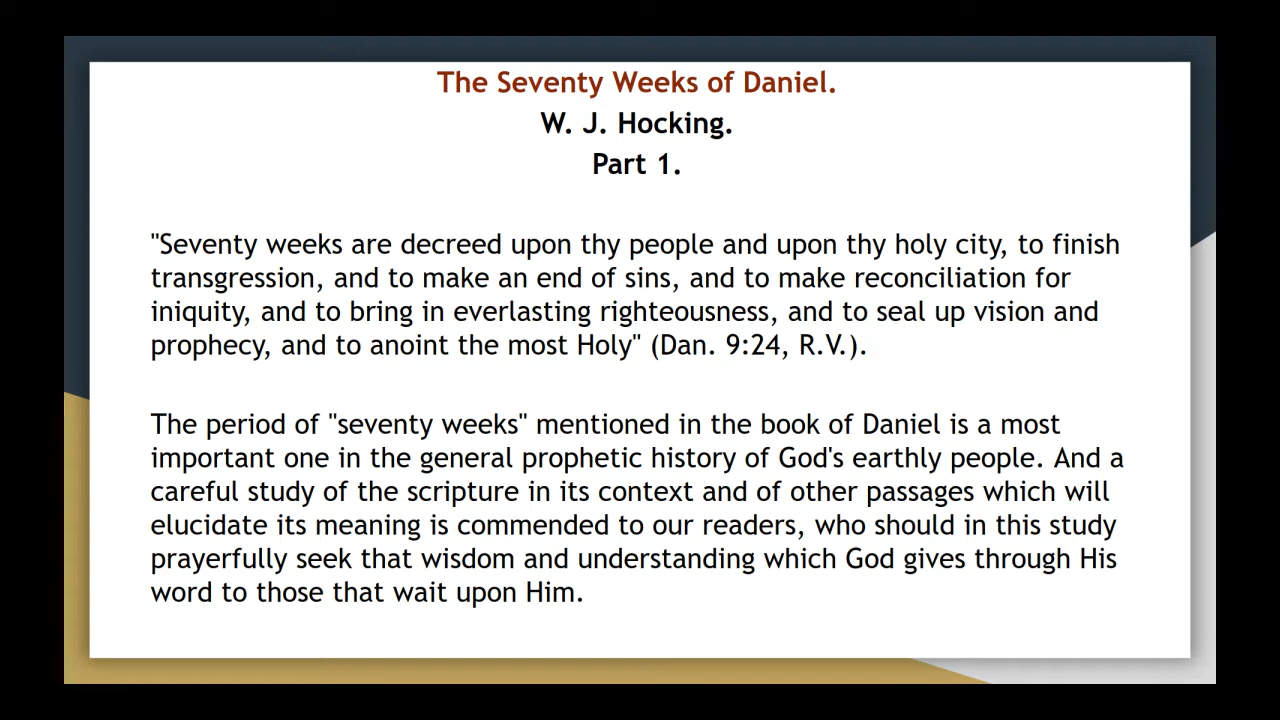 The Seventy Weeks of Daniel.
W. J. Hocking.
Part 1.
"Seventy weeks are decreed upon thy people and upon thy holy city, to finish
transgression, and to make an end of sins, and to make reconciliation for
iniquity, and to bring in everlasting righteousness, and to seal up vision and
prophecy, and to anoint the most Holy" (Dan. 9:24, R.V.).
The period of "seventy weeks" mentioned in the book of Daniel is a most
important one in the general prophetic history of God's earthly people. And a
careful study of the scripture in its context and of other passages which will
elucidate its meaning is commended to our readers, who should in this study
prayerfully seek that wisdom and understanding which God gives through His
word to those that wait upon Him.